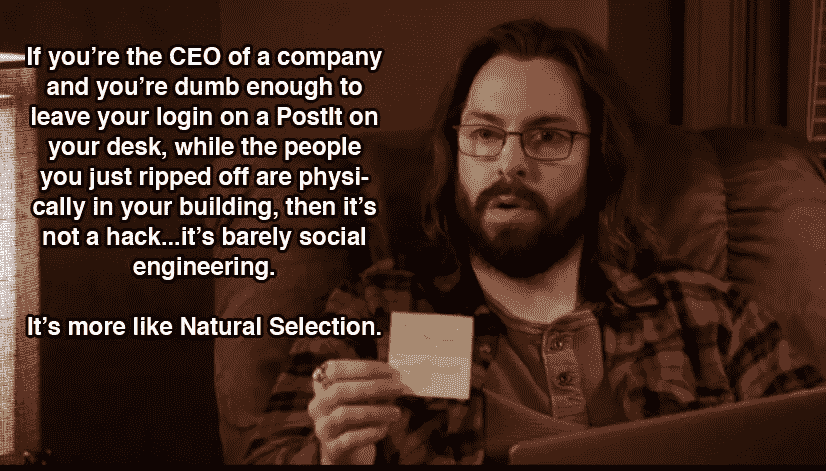 If you're the CEO of a company
and you're dumb enough to
leave your login on a PostIt on
your desk, while the people
you just ripped off are physi-
cally in your building, then it's
not a hack...it's barely social
engineering.
It's more like Natural Selection.